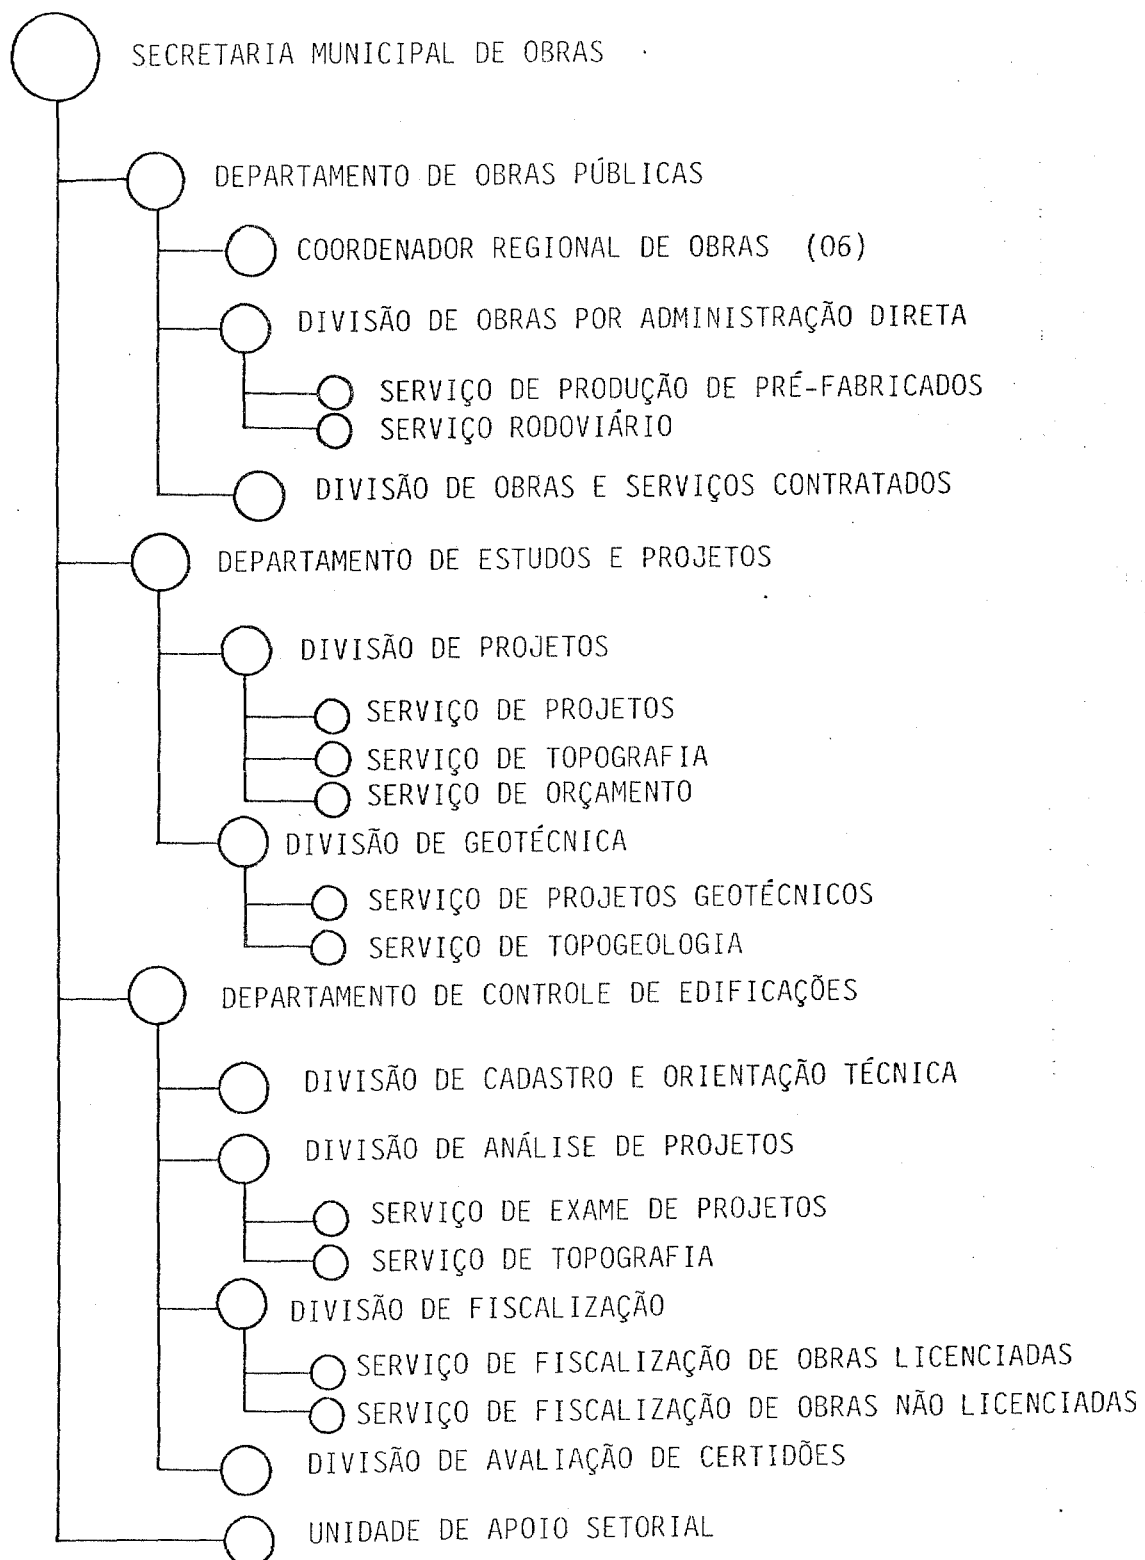 SECRETARIA MUNICIPAL DE OBRAS
DEPARTAMENTO DE OBRAS PÚBLICAS
COORDENADOR REGIONAL DE OBRAS (06)
DIVISÃO DE OBRAS POR ADMINISTRAÇÃO DIRETA
SERVIÇO DE PRODUÇÃO DE PRÉ-FABRICADOS
SERVIÇO RODOVIÁRIO
DIVISÃO DE OBRAS E SERVIÇOS CONTRATADOS
DEPARTAMENTO DE ESTUDOS E PROJETOS
DIVISÃO DE PROJETOS
SERVIÇO DE PROJETOS
SERVIÇO DE TOPOGRAFIA
SERVIÇO DE ORÇAMENTO
DIVISÃO DE GEOTÉCNICA
SERVIÇO DE PROJETOS GEOTÉCNICOS
SERVIÇO DE TOPOGEOLOGIA
DEPARTAMENTO DE CONTROLE DE EDIFICAÇÕES
DIVISÃO DE CADASTRO E ORIENTAÇÃO TÉCNICA
DIVISÃO DE ANÁLISE DE PROJETOS
SERVIÇO DE EXAME DE PROJETOS
SERVIÇO DE TOPOGRAFIA
DIVISÃO DE FISCALIZAÇÃO
SERVIÇO DE FISCALIZAÇÃO DE OBRAS LICENCIADAS
SERVIÇO DE FISCALIZAÇÃO DE OBRAS NÃO LICENCIADAS
DIVISÃO DE AVALIAÇÃO DE CERTIDÕES
UNIDADE DE APOIO SETORIAL